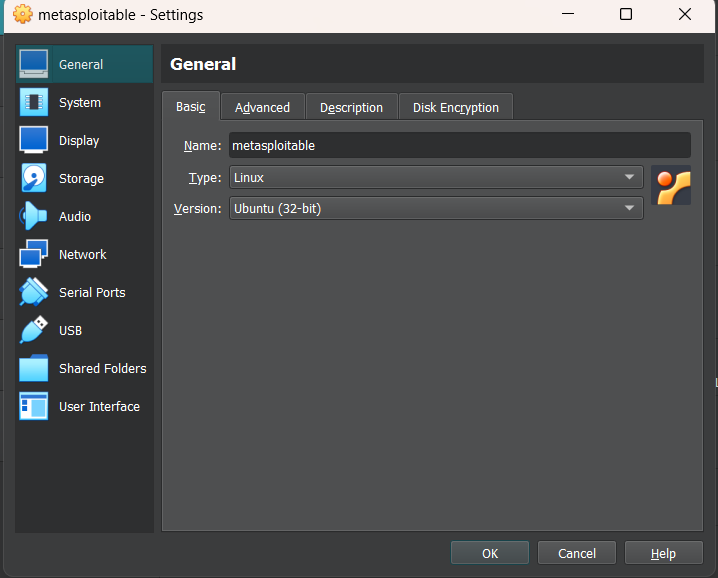 metasploitable - Settings
General
System
Display
Storage
Audio
Network
Serial Ports
USB
Shared Folders
User Interface
General
Basic Advanced Description Disk Encryption
Name: metasploitable
Type: Linux
Version: Ubuntu (32-bit)
OK Cancel Help